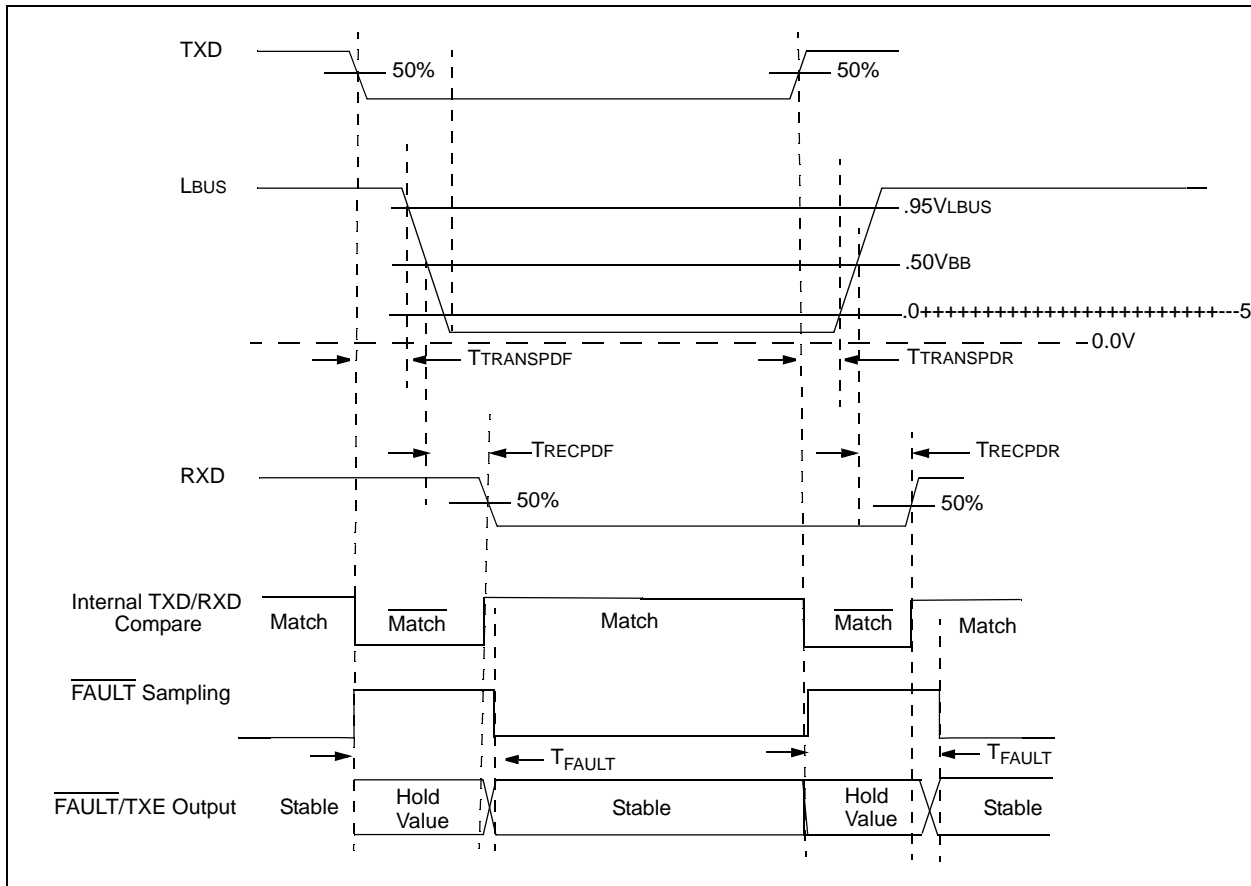 TXD
50%
50%
LBUS
.95VLBUS
.50VBB
.0++++++++++++++++++++++++---5
0.0V
TTRANSPDF
TTRANSPDR
TRECPDF
TRECPDR
RXD
50%
50%
Internal TXD/RXD
Compare
Match
Match
Match
Match
Match
FAULT Sampling
TFAULT
TFAULT
FAULT/TXE Output
Stable
Hold
Value
Stable
Hold
Value
Stable